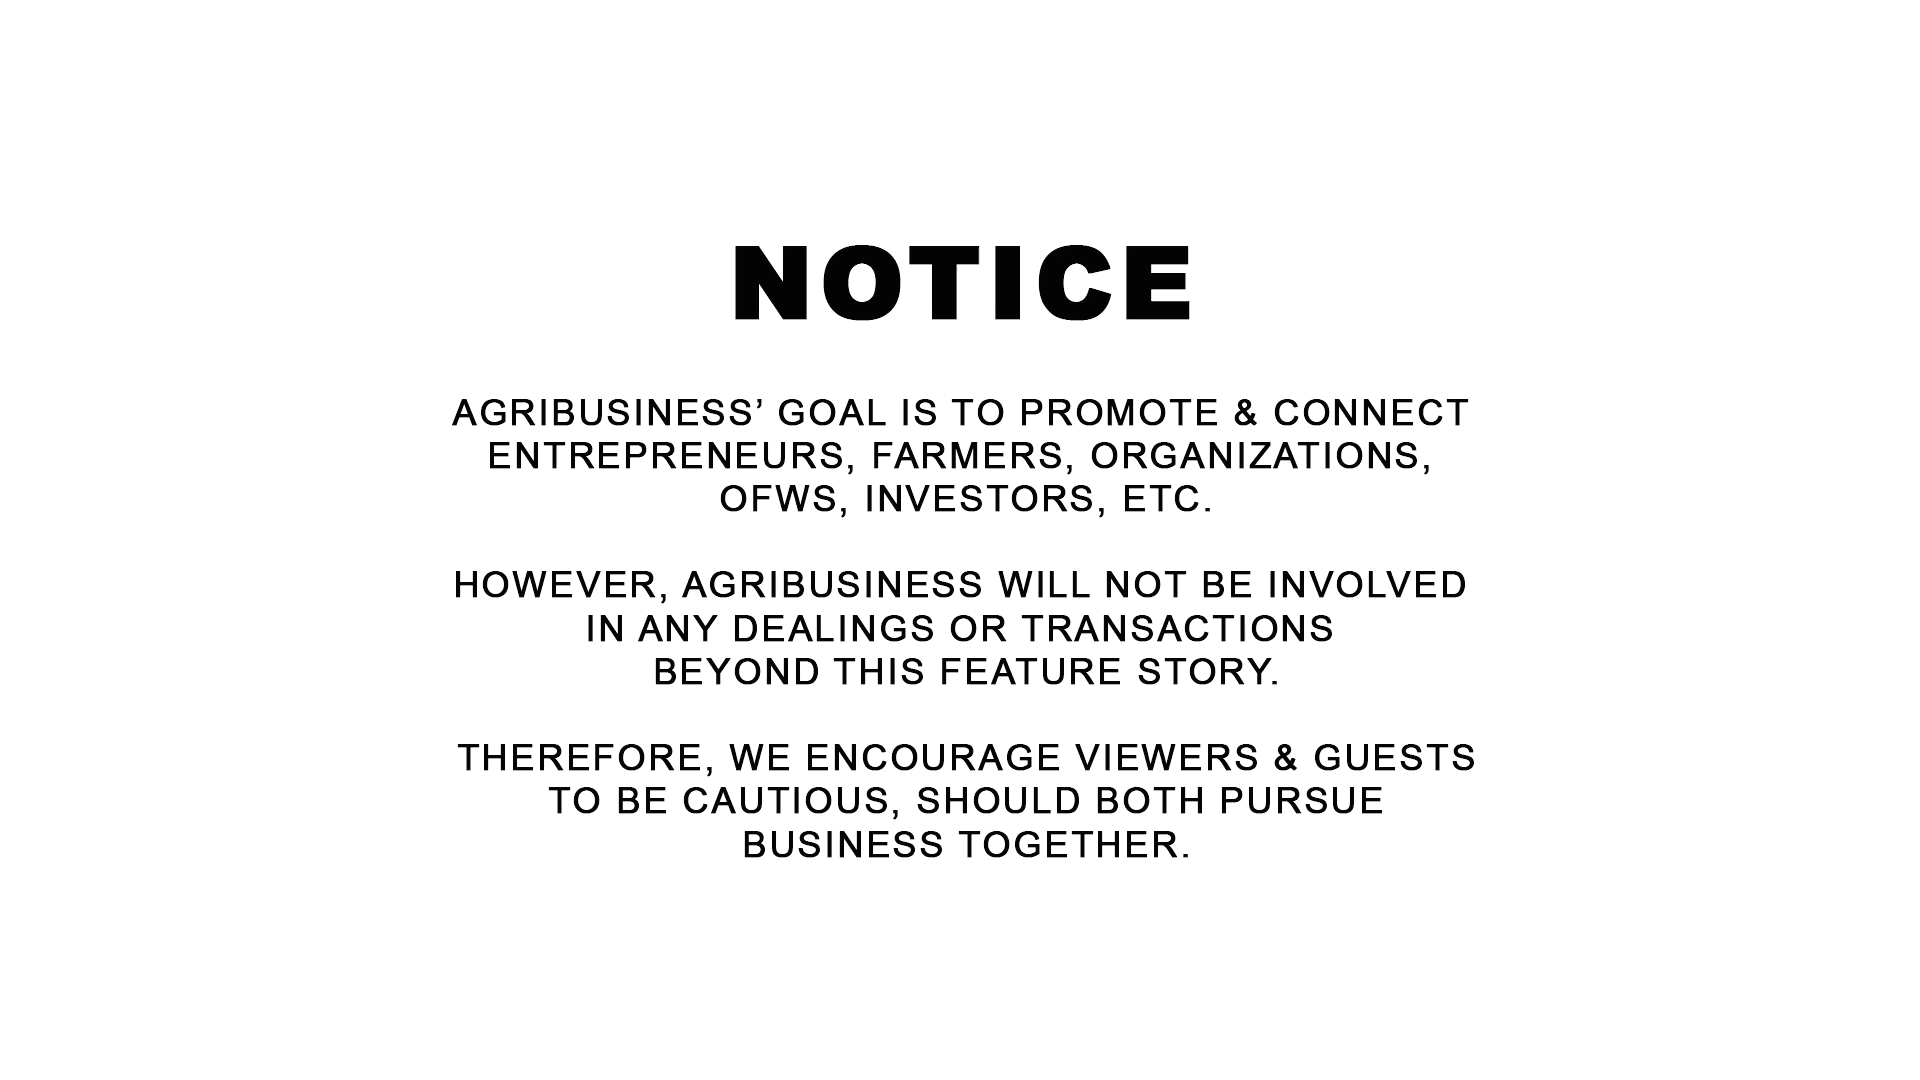 NOTICE
AGRIBUSINESS’ GOAL IS TO PROMOTE & CONNECT
ENTREPRENEURS, FARMERS, ORGANIZATIONS,
OFWS, INVESTORS, ETC.
HOWEVER, AGRIBUSINESS WILL NOT BE INVOLVED
IN ANY DEALINGS OR TRANSACTIONS
BEYOND THIS FEATURE STORY.
THEREFORE, WE ENCOURAGE VIEWERS & GUESTS
TO BE CAUTIOUS, SHOULD BOTH PURSUE
BUSINESS TOGETHER.